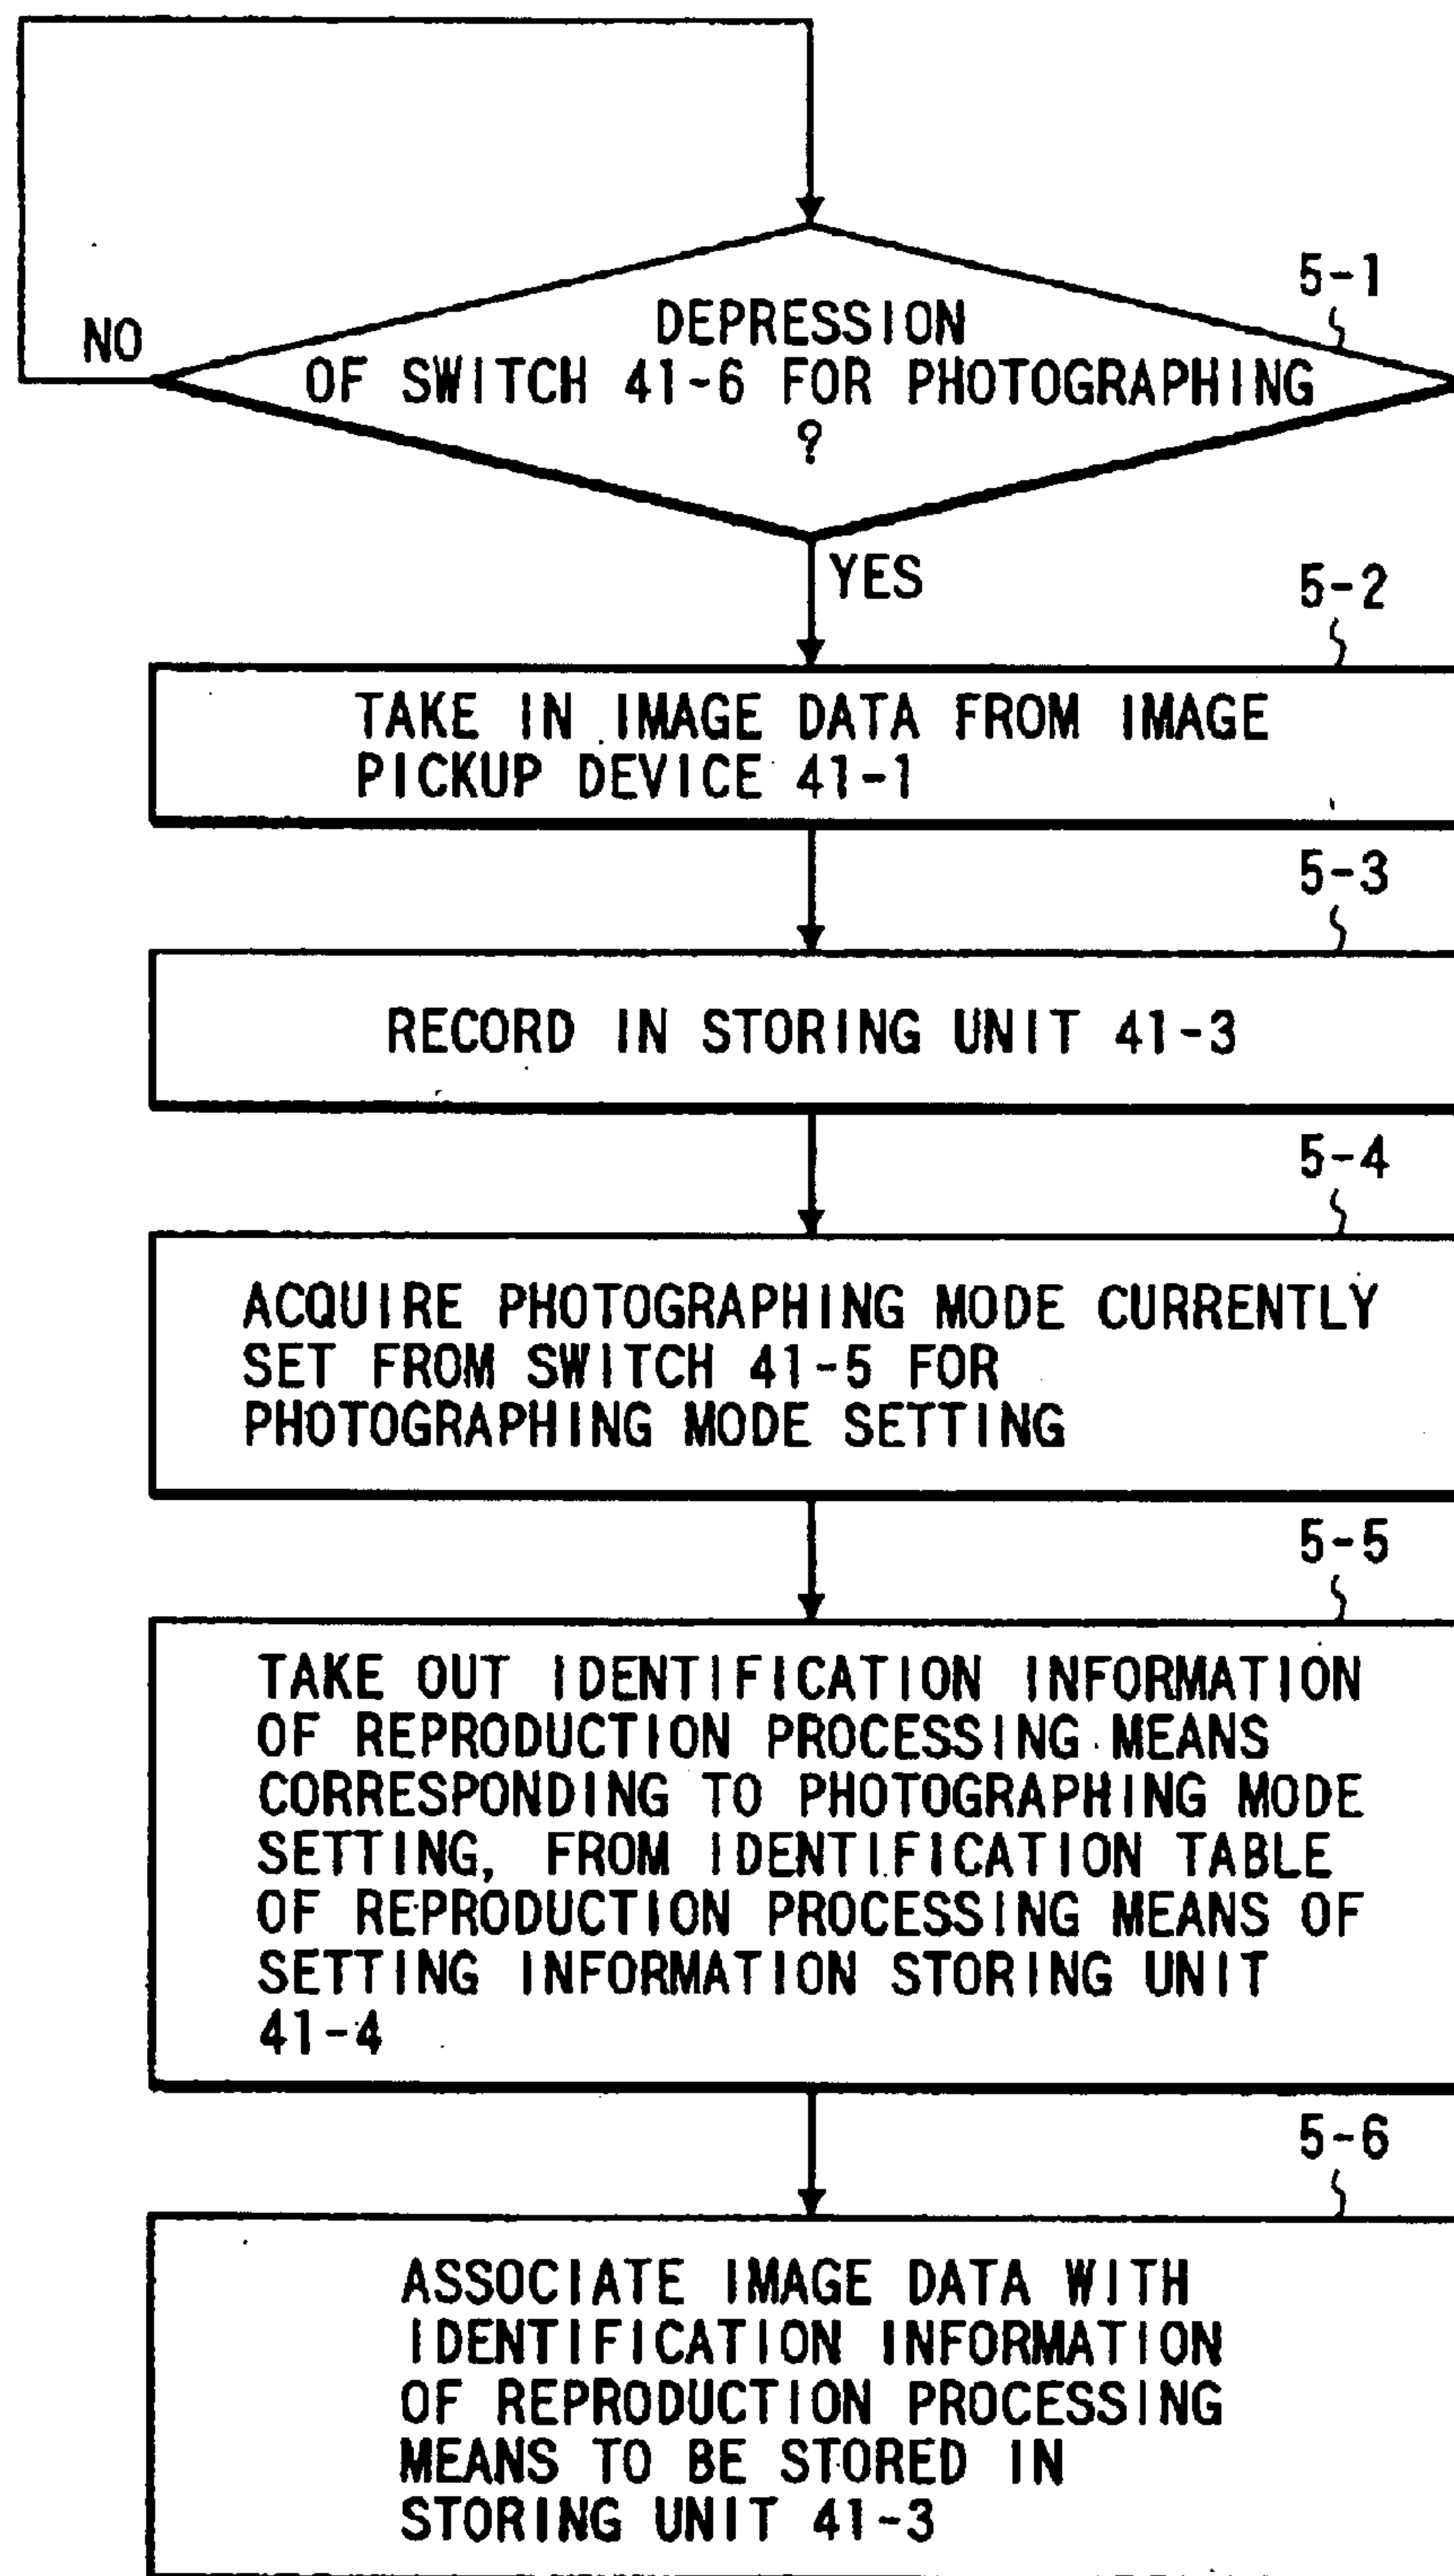 5-1
DEPRESSION
OF SWITCH 41-6 FOR PHOTOGRAPHING
?
NO
YES
5-2
TAKE IN IMAGE DATA FROM IMAGE
PICKUP DEVICE 41-1
5-3
RECORD IN STORING UNIT 41-3
5-4
ACQUIRE PHOTOGRAPHING MODE CURRENTLY
SET FROM SWITCH 41-5 FOR
PHOTOGRAPHING MODE SETTING
5-5
TAKE OUT IDENTIFICATION INFORMATION
OF REPRODUCTION PROCESSING MEANS
CORRESPONDING TO PHOTOGRAPHING MODE
SETTING, FROM IDENTIFICATION TABLE
OF REPRODUCTION PROCESSING MEANS OF
SETTING INFORMATION STORING UNIT
41-4
5-6
ASSOCIATE IMAGE DATA WITH
IDENTIFICATION INFORMATION
OF REPRODUCTION PROCESSING
MEANS TO BE STORED IN
STORING UNIT 41-3